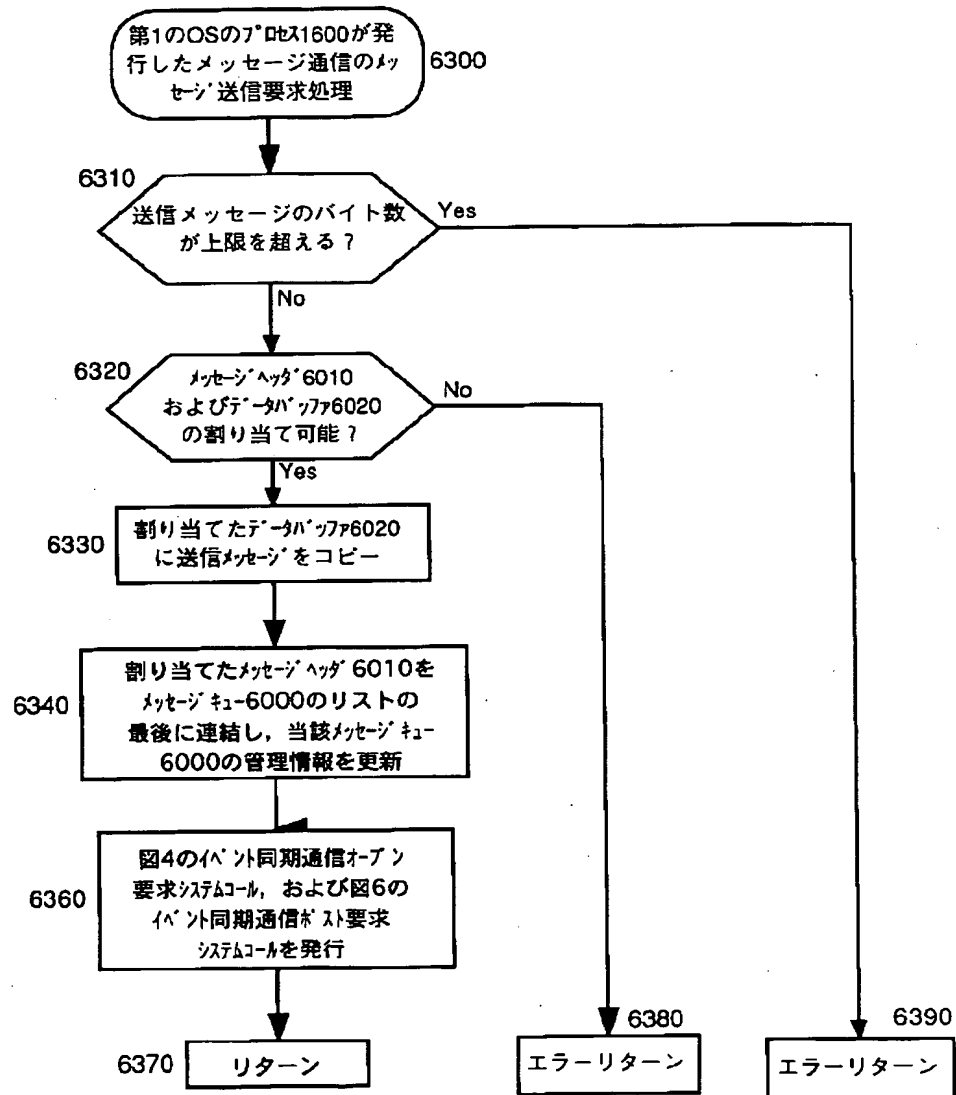 第1のOSのプロセス1600が発
行したメッセージ通信のメッ
セージ送信要求処理
6300
6310
送信メッセージのバイト数
が上限を超える?
Yes
No
6320
メッセージヘッダ6010
およびデータバッファ6020
の割り当て可能?
No
Yes
6330
割り当てたデータバッファ6020
に送信メッセージをコピー
6340
割り当てたメッセージヘッダ6010を
メッセージキュー6000のリストの
最後に連結し,当該メッセージキュー
6000の管理情報を更新
6360
図4のイベント同期通信オープン
要求システムコール,および図6の
イベント同期通信ポスト要求
システムコールを発行
6370
リターン
6380
エラーリターン
6390
エラーリターン